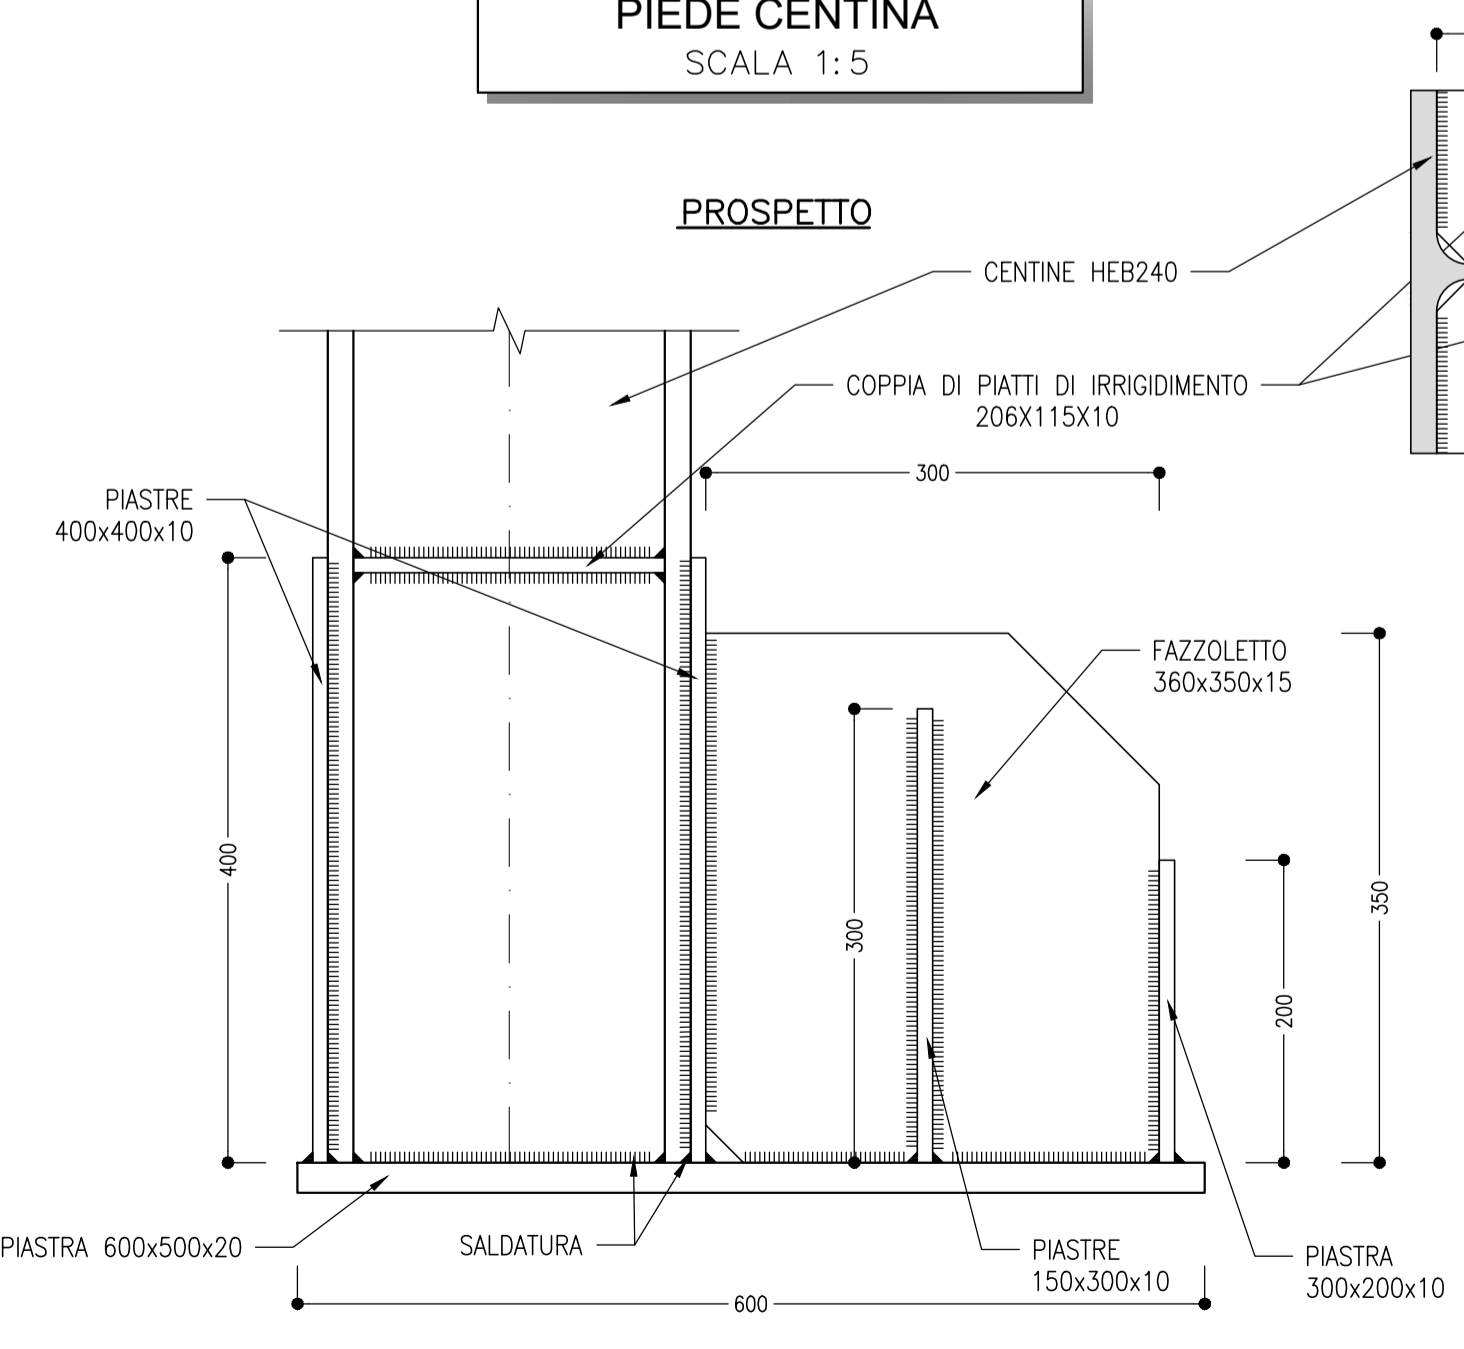 PIEDE CENTINA
SCALA 1:5
PROSPETTO
CENTINE HEB240
COPPIA DI PIATTI DI IRRIGIDIMENTO
206X115X10
300
PIASTRE
400x400x10
FAZZOLETTO
360x350x15
400
300
350
200
PIASTRA 600x500x20
SALDATURA
PIASTRE
150x300x10
PIASTRA
300x200x10
600